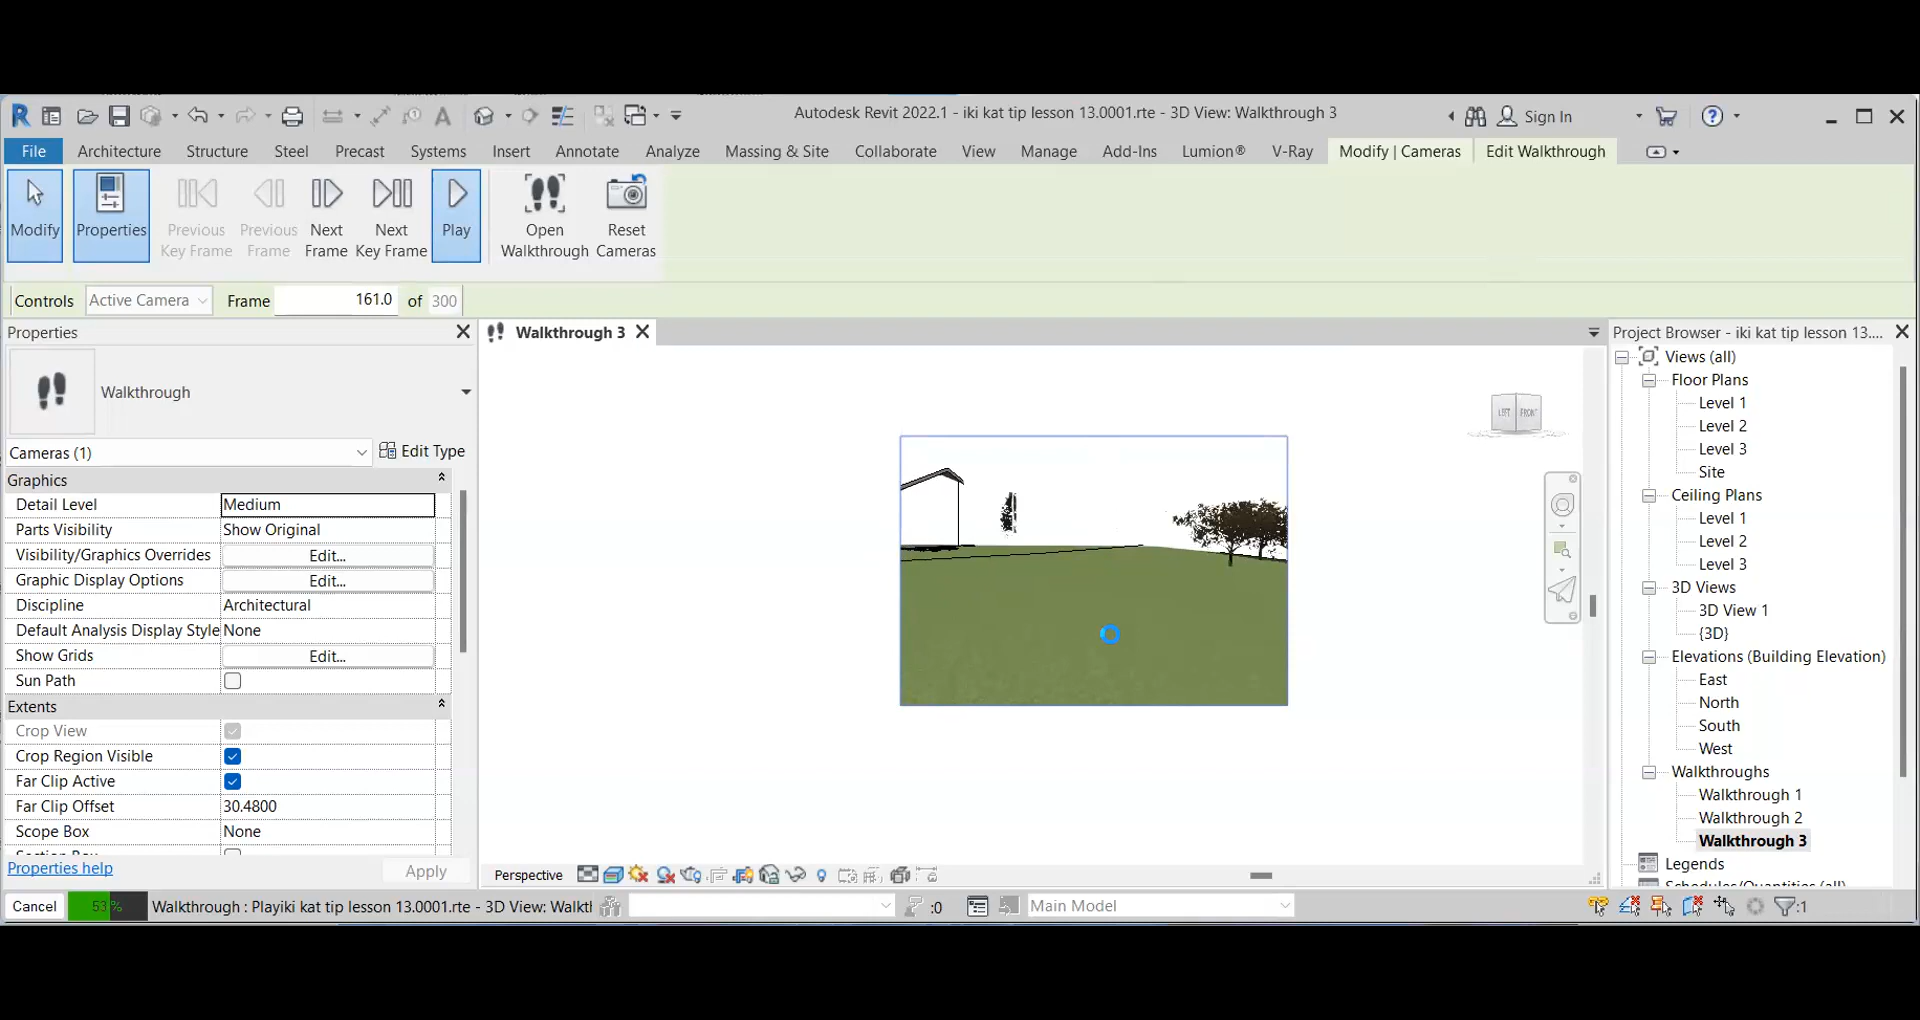 Autodesk Revit 2022.1 - iki kat tip lesson 13.0001.rte - 3D View: Walkthrough 3
Sign In
File Architecture Structure Steel Precast Systems Insert Annotate Analyze Massing & Site Collaborate View Manage Add-Ins Lumion® V-Ray Modify | Cameras Edit Walkthrough
Modify Properties Previous Key Frame Previous Frame Next Frame Next Key Frame Play Open Walkthrough Reset Cameras
Controls Active Camera Frame 161.0 of 300
Properties
Walkthrough
Cameras (1) Edit Type
Graphics
Detail Level Medium
Parts Visibility Show Original
Visibility/Graphics Overrides Edit...
Graphic Display Options Edit...
Discipline Architectural
Default Analysis Display Style None
Show Grids Edit...
Sun Path
Extents
Crop View
Crop Region Visible
Far Clip Active
Far Clip Offset 30.4800
Scope Box None
Properties help Apply
Walkthrough 3
LEFT FRONT
Perspective
Project Browser - iki kat tip lesson 13....
Views (all)
Floor Plans
Level 1
Level 2
Level 3
Site
Ceiling Plans
Level 1
Level 2
Level 3
3D Views
3D View 1
{3D}
Elevations (Building Elevation)
East
North
South
West
Walkthroughs
Walkthrough 1
Walkthrough 2
Walkthrough 3
Legends
Schedules/Quantities (all)
Cancel 53 % Walkthrough : Playiki kat tip lesson 13.0001.rte - 3D View: Walktl :0 Main Model :1